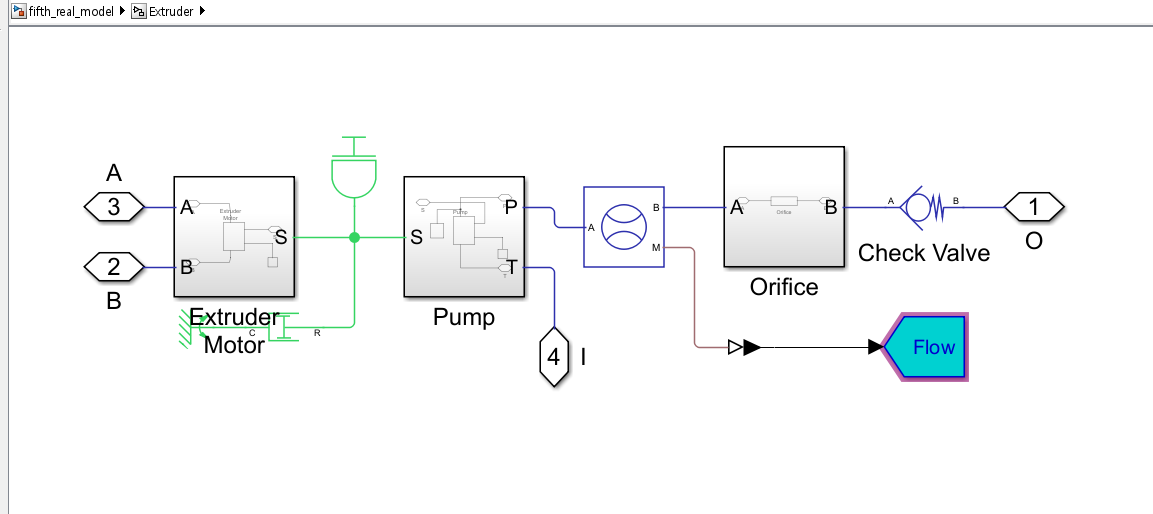 fifth_real_model ▶ Extruder ▶
A
3
A
S
Extruder Motor
B
2
B
Extruder
Motor
C
R
S
P
T
Pump
Pump
4
I
A
B
M
A
B
Orifice
Orifice
A
B
Check Valve
1
O
Flow